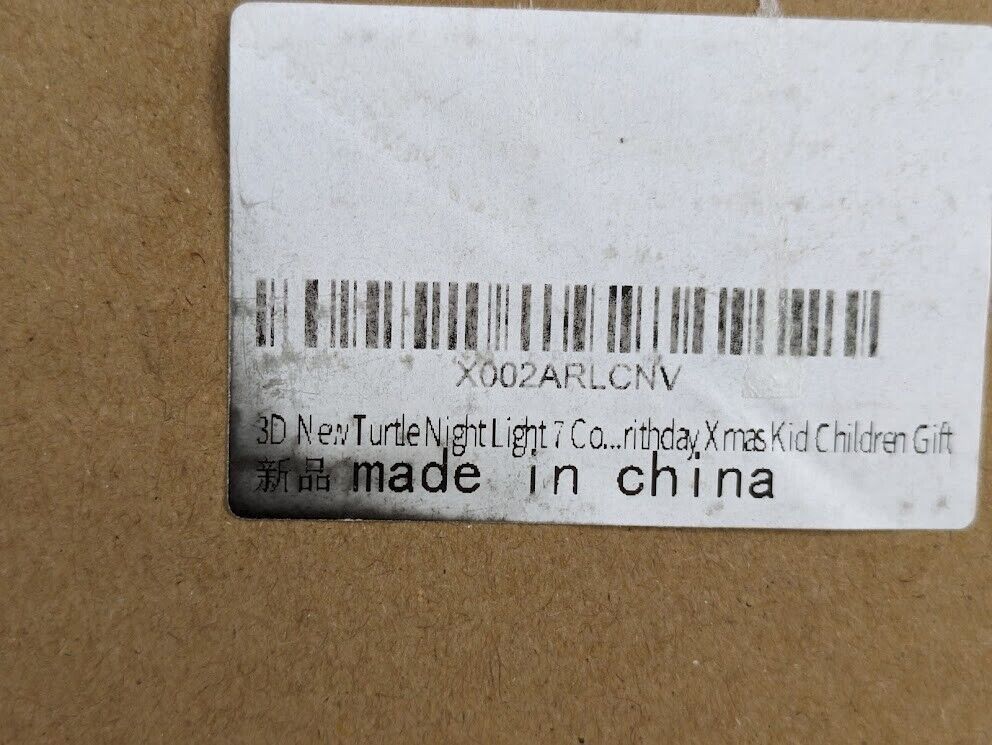 X002ARLCNV
3D New Turtle Night Light 7 Co...rithday Xmas Kid Children Gift
新品 made in china